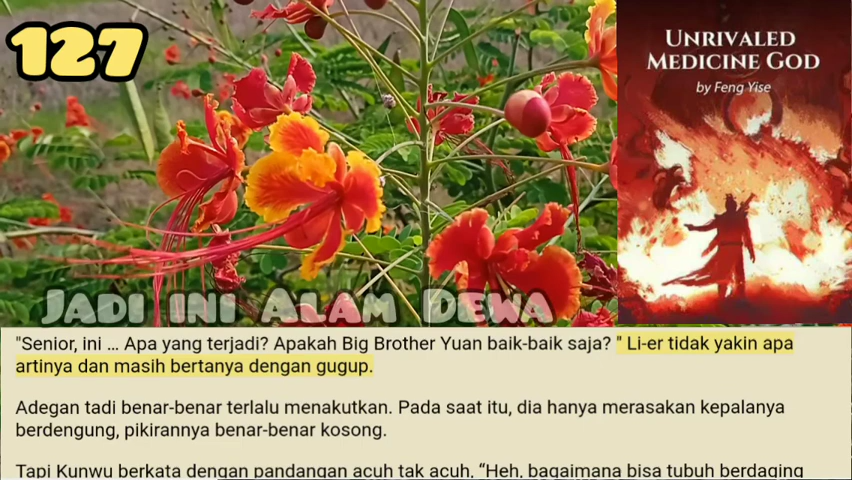 127
UNRIVALED
MEDICINE GOD
by Feng Yise
JADI INI ALAM DEWA
"Senior, ini ... Apa yang terjadi? Apakah Big Brother Yuan baik-baik saja? " Li-er tidak yakin apa
artinya dan masih bertanya dengan gugup.
Adegan tadi benar-benar terlalu menakutkan. Pada saat itu, dia hanya merasakan kepalanya
berdengung, pikirannya benar-benar kosong.
Tapi Kunwu berkata dengan pandangan acuh tak acuh, “Heh, bagaimana bisa tubuh berdaging